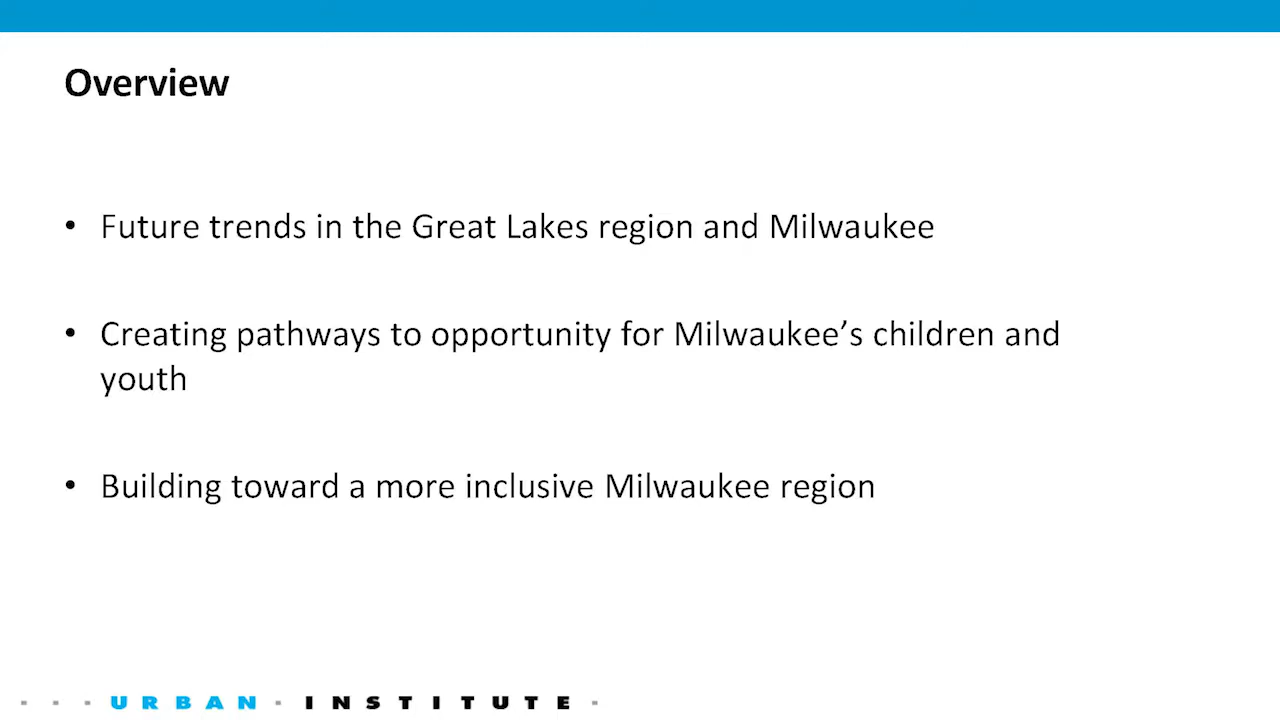 Overview
• Future trends in the Great Lakes region and Milwaukee
• Creating pathways to opportunity for Milwaukee’s children and
youth
• Building toward a more inclusive Milwaukee region
URBAN INSTITUTE